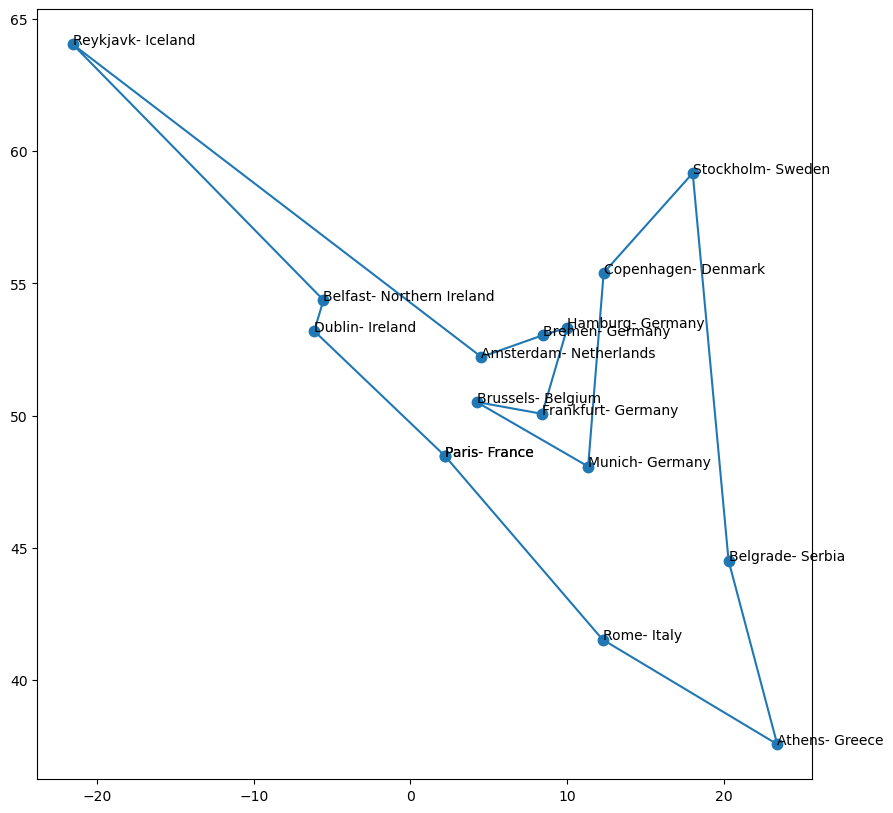 65
Reykjavk- Iceland
60
Stockholm- Sweden
55
Copenhagen- Denmark
Belfast- Northern Ireland
Hamburg- Germany
Dublin- Ireland
Bremen- Germany
Amsterdam- Netherlands
Brussels- Belgium
50
Frankfurt- Germany
Paris- France
Munich- Germany
45
Belgrade- Serbia
Rome- Italy
40
Athens- Greece
−20
−10
0
10
20